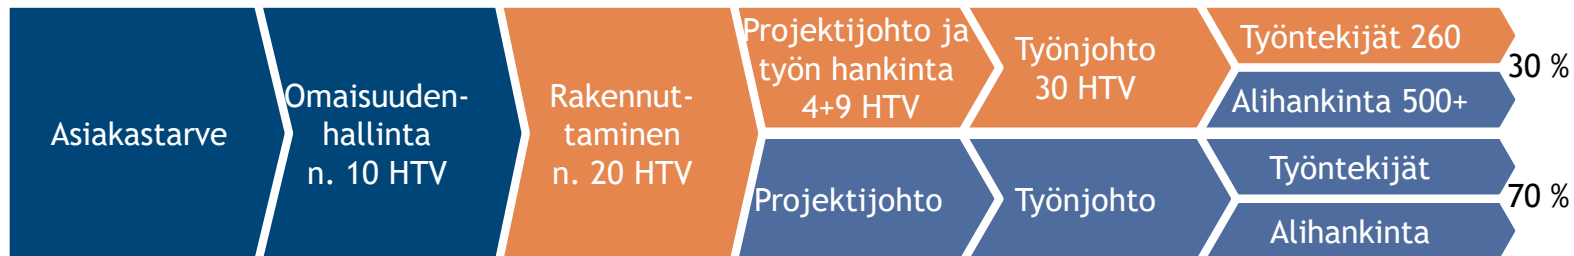 Asiakastarve
Omaisuuden-
hallinta
n. 10 HTV
Rakennut-
taminen
n. 20 HTV
Projektijohto ja
työn hankinta
4+9 HTV
Työnjohto
30 HTV
Työntekijät 260
Alihankinta 500+
30 %
Projektijohto
Työnjohto
Työntekijät
Alihankinta
70 %